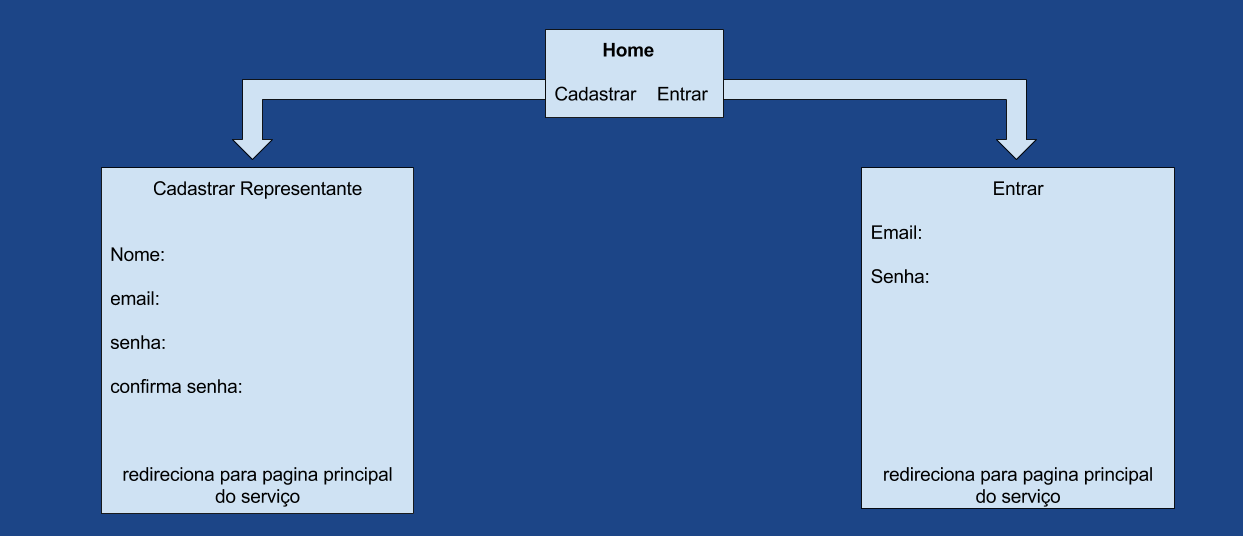 Home
Cadastrar Entrar
Cadastrar Representante
Nome:
email:
senha:
confirma senha:
redireciona para pagina principal
do serviço
Entrar
Email:
Senha:
redireciona para pagina principal
do serviço